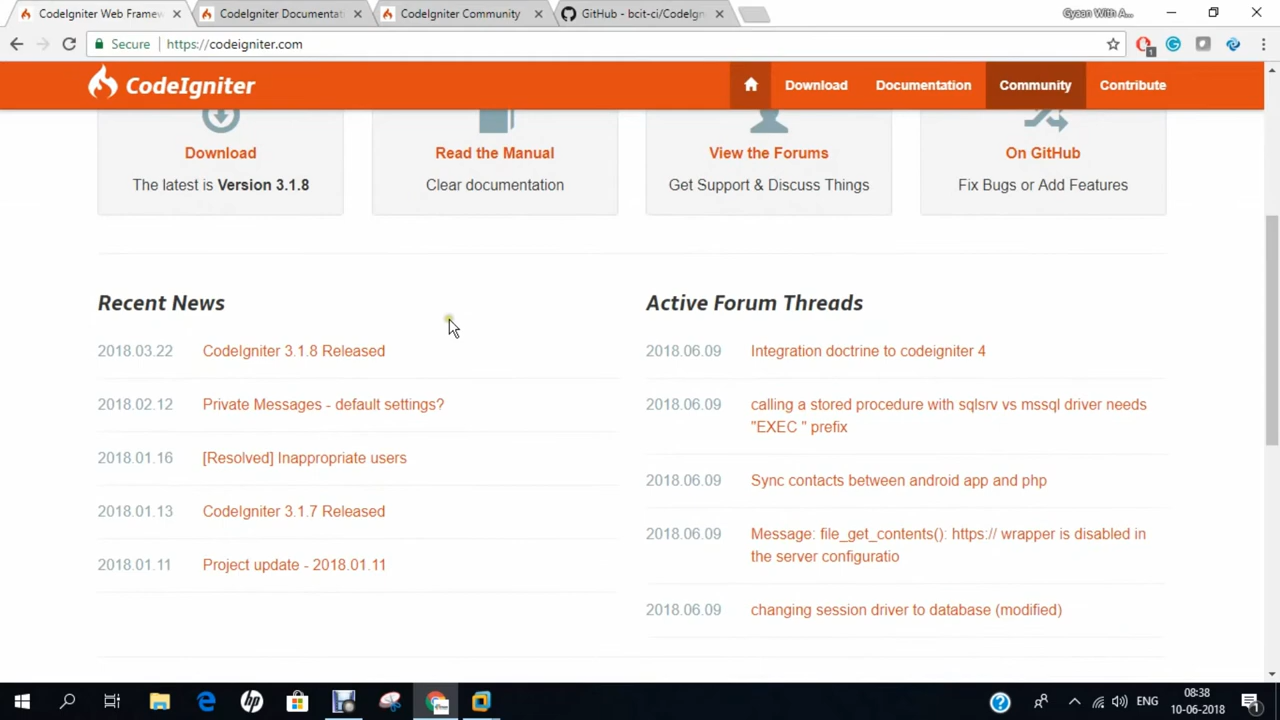 CodeIgniter Web Framew
CodeIgniter Documentati
CodeIgniter Community
GitHub - bcit-ci/CodeIgn
Gyaan With A...
Secure
https://codeigniter.com
1
CodeIgniter
Download
Documentation
Community
Contribute
Download
Read the Manual
View the Forums
On GitHub
The latest is Version 3.1.8
Clear documentation
Get Support & Discuss Things
Fix Bugs or Add Features
Recent News
2018.03.22 CodeIgniter 3.1.8 Released
2018.02.12 Private Messages - default settings?
2018.01.16 [Resolved] Inappropriate users
2018.01.13 CodeIgniter 3.1.7 Released
2018.01.11 Project update - 2018.01.11
Active Forum Threads
2018.06.09 Integration doctrine to codeigniter 4
2018.06.09 calling a stored procedure with sqlsrv vs mssql driver needs
"EXEC " prefix
2018.06.09 Sync contacts between android app and php
2018.06.09 Message: file_get_contents(): https:// wrapper is disabled in
the server configuratio
2018.06.09 changing session driver to database (modified)
hp
ENG
08:38
10-06-2018
1